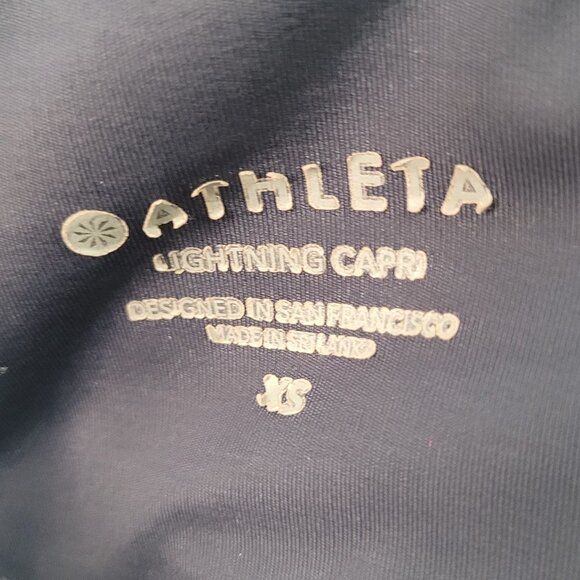 ATHLETA
LIGHTNING CAPRI
DESIGNED IN SAN FRANCISCO
MADE IN SRI LANKA
XS